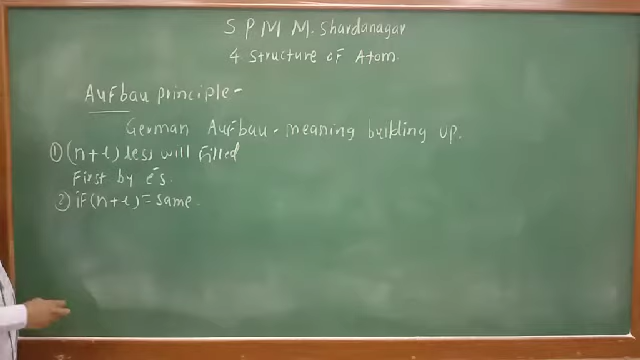 S P M M. Shardanagar
4 Structure of Atom.
Aufbau principle -
German Aufbau - meaning building up.
① (n+l) less will filled
First by e⁻s.
② if (n+l) = same.